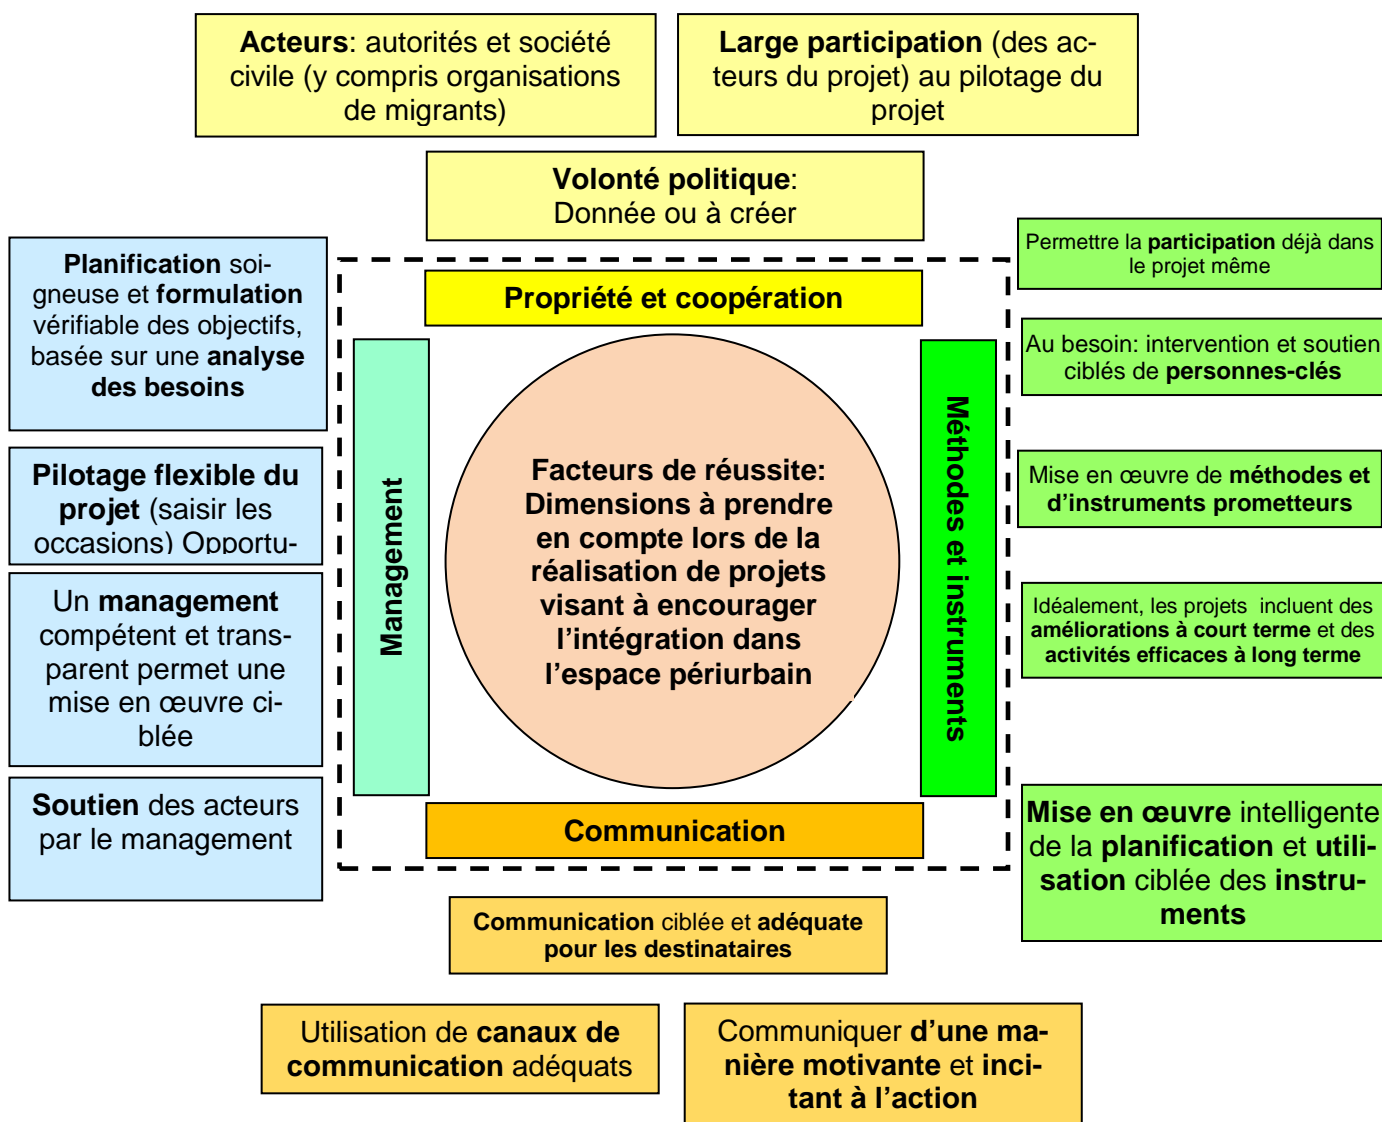 Acteurs: autorités et société
civile (y compris organisations
de migrants)
Large participation (des ac-
teurs du projet) au pilotage du
projet
Volonté politique:
Donnée ou à créer
Propriété et coopération
Planification soi-
gneuse et formulation
vérifiable des objectifs,
basée sur une analyse
des besoins
Pilotage flexible du
projet (saisir les
occasions) Opportu-
Un management
compétent et trans-
parent permet une
mise en œuvre ci-
blée
Soutien des acteurs
par le management
Management
Facteurs de réussite:
Dimensions à prendre
en compte lors de la
réalisation de projets
visant à encourager
l’intégration dans
l’espace périurbain
Méthodes et instruments
Permettre la participation déjà dans
le projet même
Au besoin: intervention et soutien
ciblés de personnes-clés
Mise en œuvre de méthodes et
d’instruments prometteurs
Idéalement, les projets incluent des
améliorations à court terme et des
activités efficaces à long terme
Mise en œuvre intelligente
de la planification et utili-
sation ciblée des instru-
ments
Communication
Communication ciblée et adéquate
pour les destinataires
Utilisation de canaux de
communication adéquats
Communiquer d’une ma-
nière motivante et inci-
tant à l’action